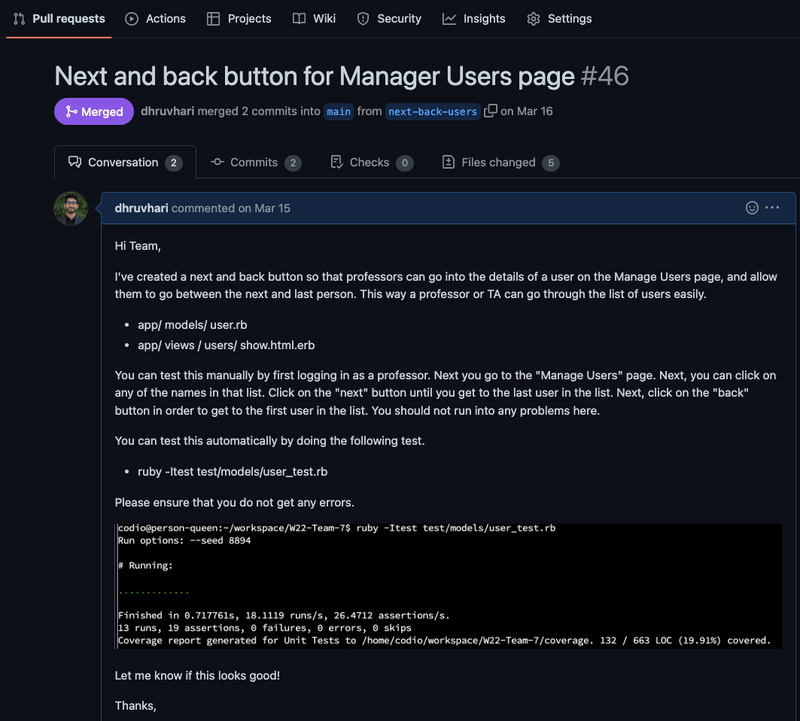 Pull requests Actions Projects Wiki Security Insights Settings
Next and back button for Manager Users page #46
Merged dhruvhari merged 2 commits into main from next-back-users on Mar 16
Conversation 2 Commits 2 Checks 0 Files changed 5
dhruvhari commented on Mar 15
Hi Team,
I've created a next and back button so that professors can go into the details of a user on the Manage Users page, and allow
them to go between the next and last person. This way a professor or TA can go through the list of users easily.
• app/ models/ user.rb
• app/ views / users/ show.html.erb
You can test this manually by first logging in as a professor. Next you go to the "Manage Users" page. Next, you can click on
any of the names in that list. Click on the "next" button until you get to the last user in the list. Next, click on the "back"
button in order to get to the first user in the list. You should not run into any problems here.
You can test this automatically by doing the following test.
• ruby -Itest test/models/user_test.rb
Please ensure that you do not get any errors.
codio@person-queen:~/workspace/W22-Team-7$ ruby -Itest test/models/user_test.rb
Run options: --seed 8894
# Running:
.............
Finished in 0.717761s, 18.1119 runs/s, 26.4712 assertions/s.
13 runs, 19 assertions, 0 failures, 0 errors, 0 skips
Coverage report generated for Unit Tests to /home/codio/workspace/W22-Team-7/coverage. 132 / 663 LOC (19.91%) covered.
Let me know if this looks good!
Thanks,